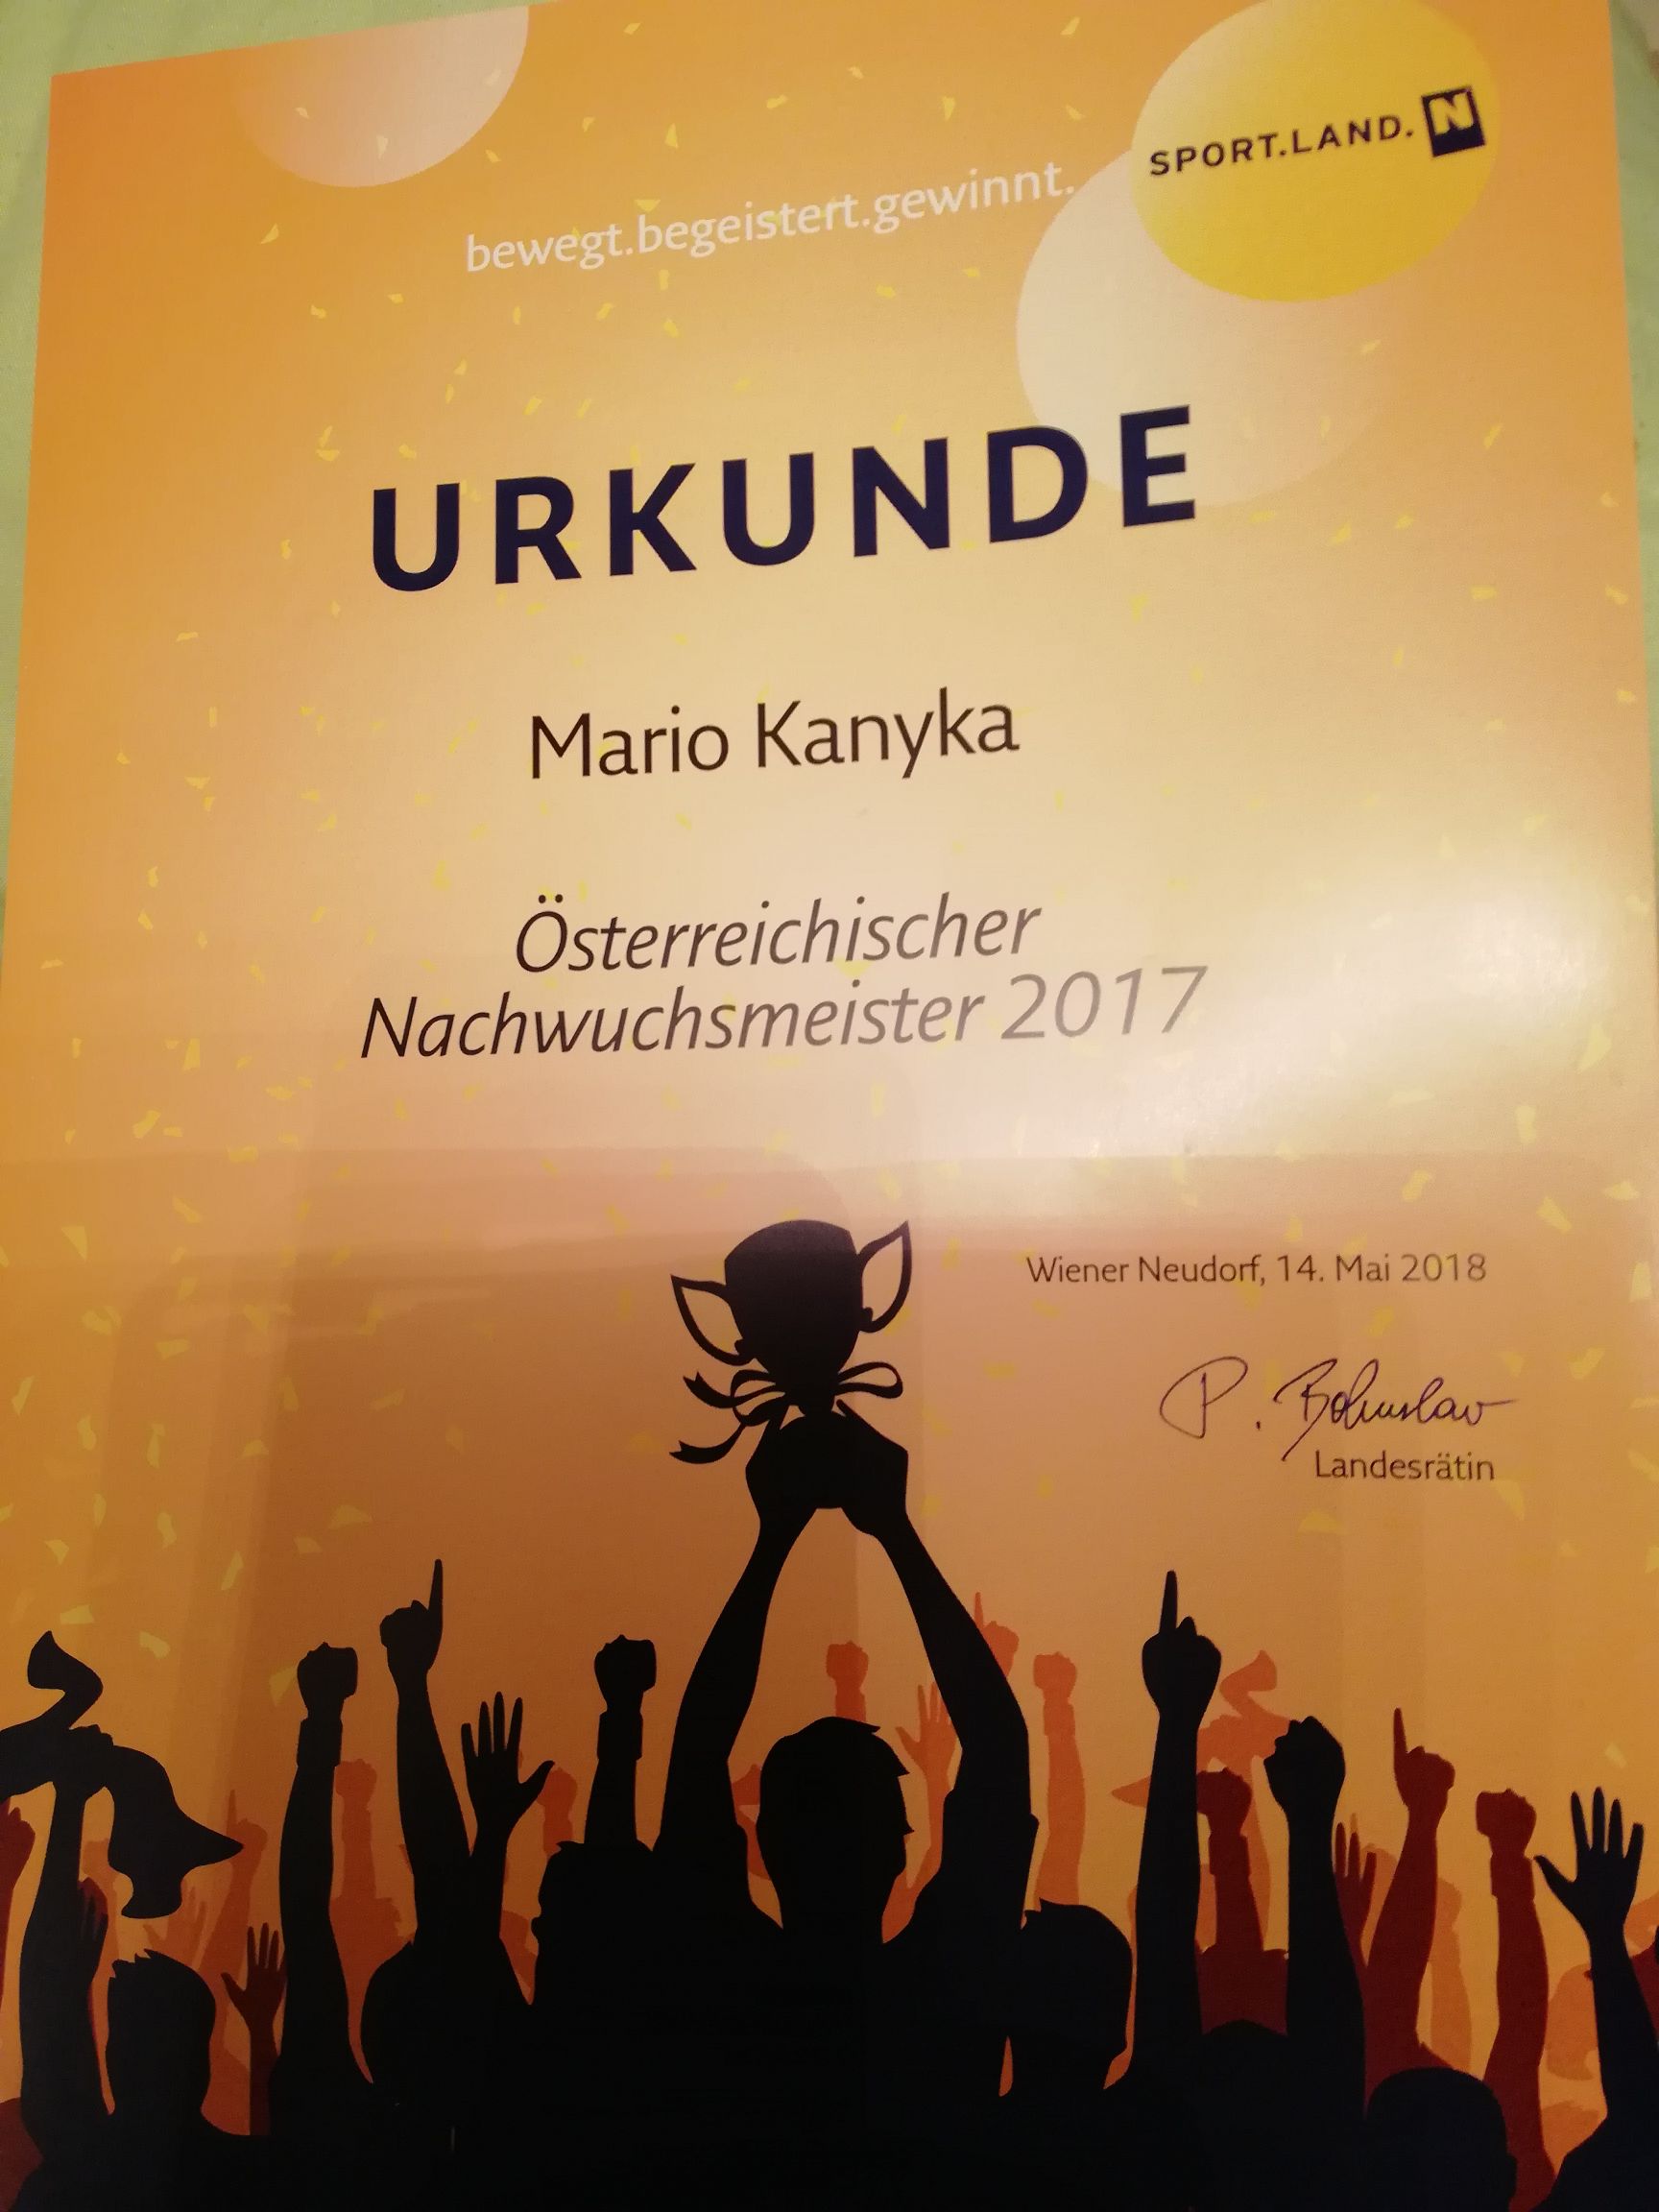 SPORT.LAND. N
bewegt.begeistert.gewinnt.
URKUNDE
Mario Kanyka
Österreichischer
Nachwuchsmeister 2017
Wiener Neudorf, 14. Mai 2018
P. Bohuslav
Landesrätin